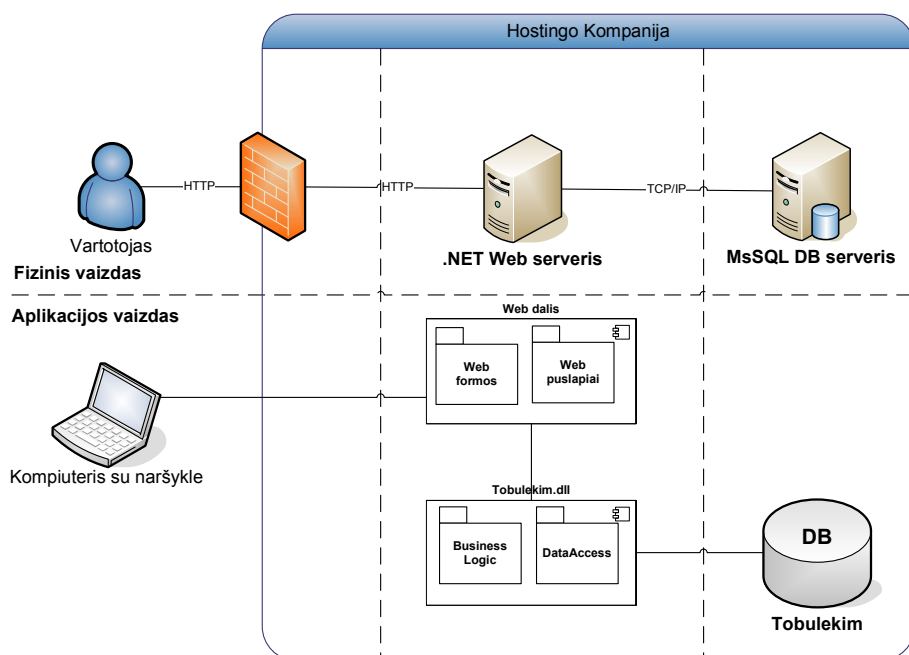 Hostingo Kompanija
HTTP
HTTP
TCP/IP
Vartotojas
.NET Web serveris
MsSQL DB serveris
Fizinis vaizdas
Aplikacijos vaizdas
Web dalis
Web
formos
Web
puslapiai
Kompiuteris su naršykle
Tobulekim.dll
Business
Logic
DataAccess
DB
Tobulekim